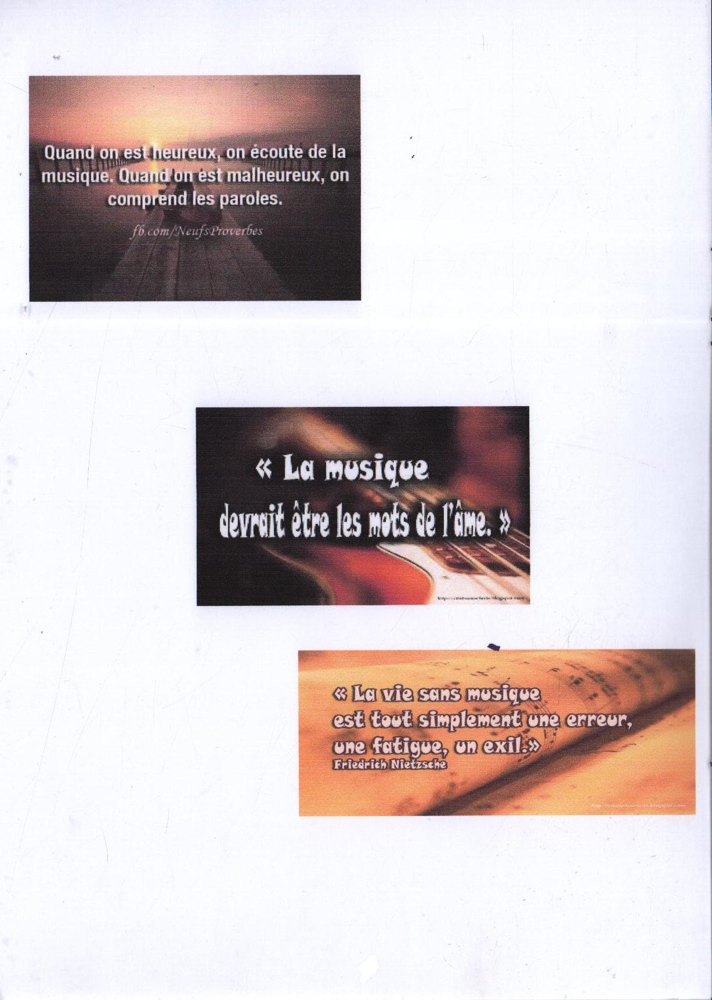 Quand on est heureux, on écoute de la
musique. Quand on est malheureux, on
comprend les paroles.
fb.com/NeufsProverbes
« La musique
devrait être les mots de l'âme. »
« La vie sans musique
est tout simplement une erreur,
une fatigue, un exil.»
Friedrich Nietzsche